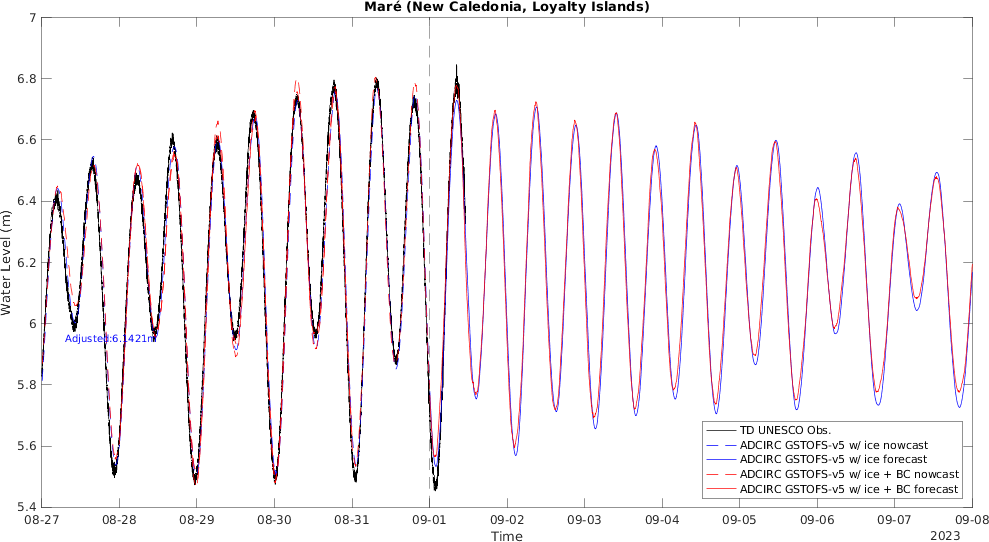 Maré (New Caledonia, Loyalty Islands)
7
6.8
6.6
6.4
6.2
6
5.8
5.6
5.4
Water Level (m)
Adjusted:6.1421m
TD UNESCO Obs.
ADCIRC GSTOFS-v5 w/ ice nowcast
ADCIRC GSTOFS-v5 w/ ice forecast
ADCIRC GSTOFS-v5 w/ ice + BC nowcast
ADCIRC GSTOFS-v5 w/ ice + BC forecast
08-27 08-28 08-29 08-30 08-31 09-01 09-02 09-03 09-04 09-05 09-06 09-07 09-08
Time
2023